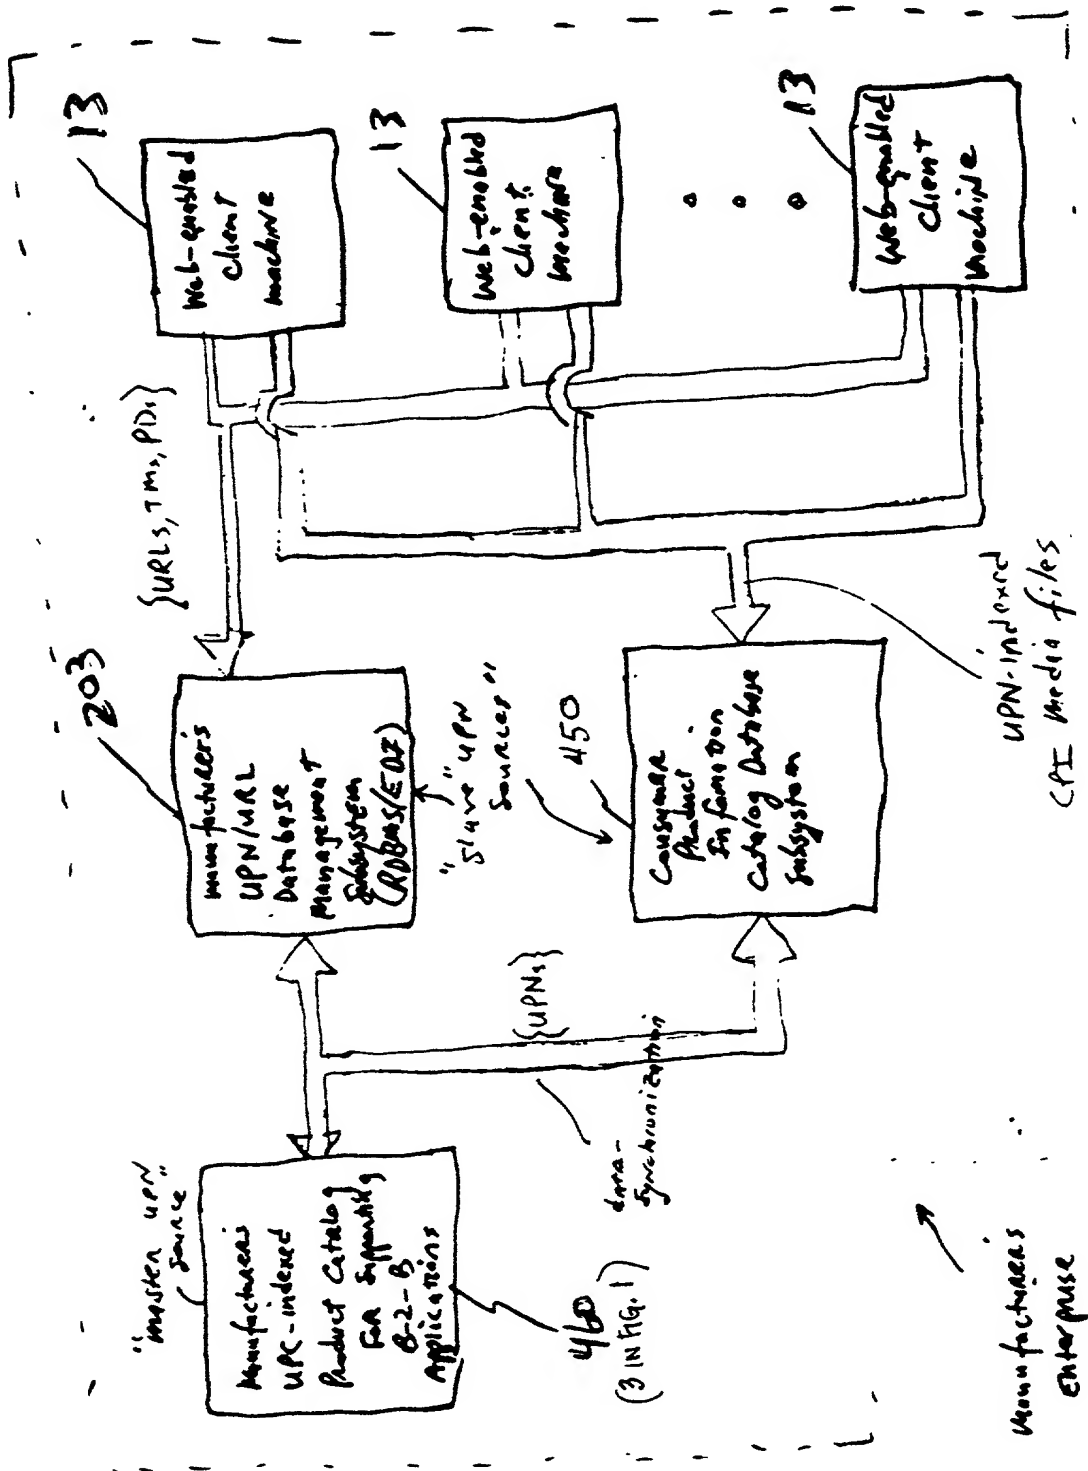 "master UPN"
source
Manufacturers
UPC-indexed
Product Catalog
For Supporting
B-2-B
Applications
460
(3 IN FIG. 1)
203
manufacturer's
UPN/URL
Database
Management
Subsystem
(RDBMS/EDI)
{URLs, TMs, PDs}
"Slave" UPN
Sources"
{UPNs}
data-
synchronization
450
Consumer
Product
Information
Catalog Database
Subsystem
13
Web-enabled
Client
machine
13
Web-enabled
client
machine
13
Web-enabled
Client
machine
UPN-indexed
CPI media files
manufacturers
enterprise